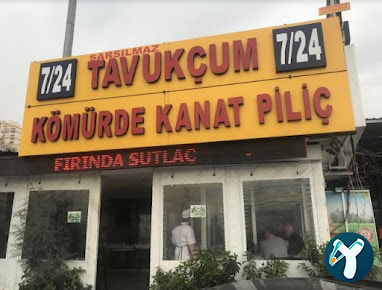 SARSILMAZ
7/24 TAVUKÇUM 7/24
KÖMÜRDE KANAT PİLİÇ
FIRINDA SUTLAC